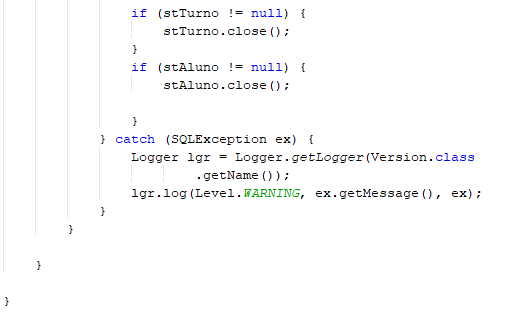 if (stTurno != null) {
stTurno.close();
}
if (stAluno != null) {
stAluno.close();
}
} catch (SQLException ex) {
Logger lgr = Logger.getLogger(Version.class
.getName());
lgr.log(Level.WARNING, ex.getMessage(), ex);
}
}
}
}